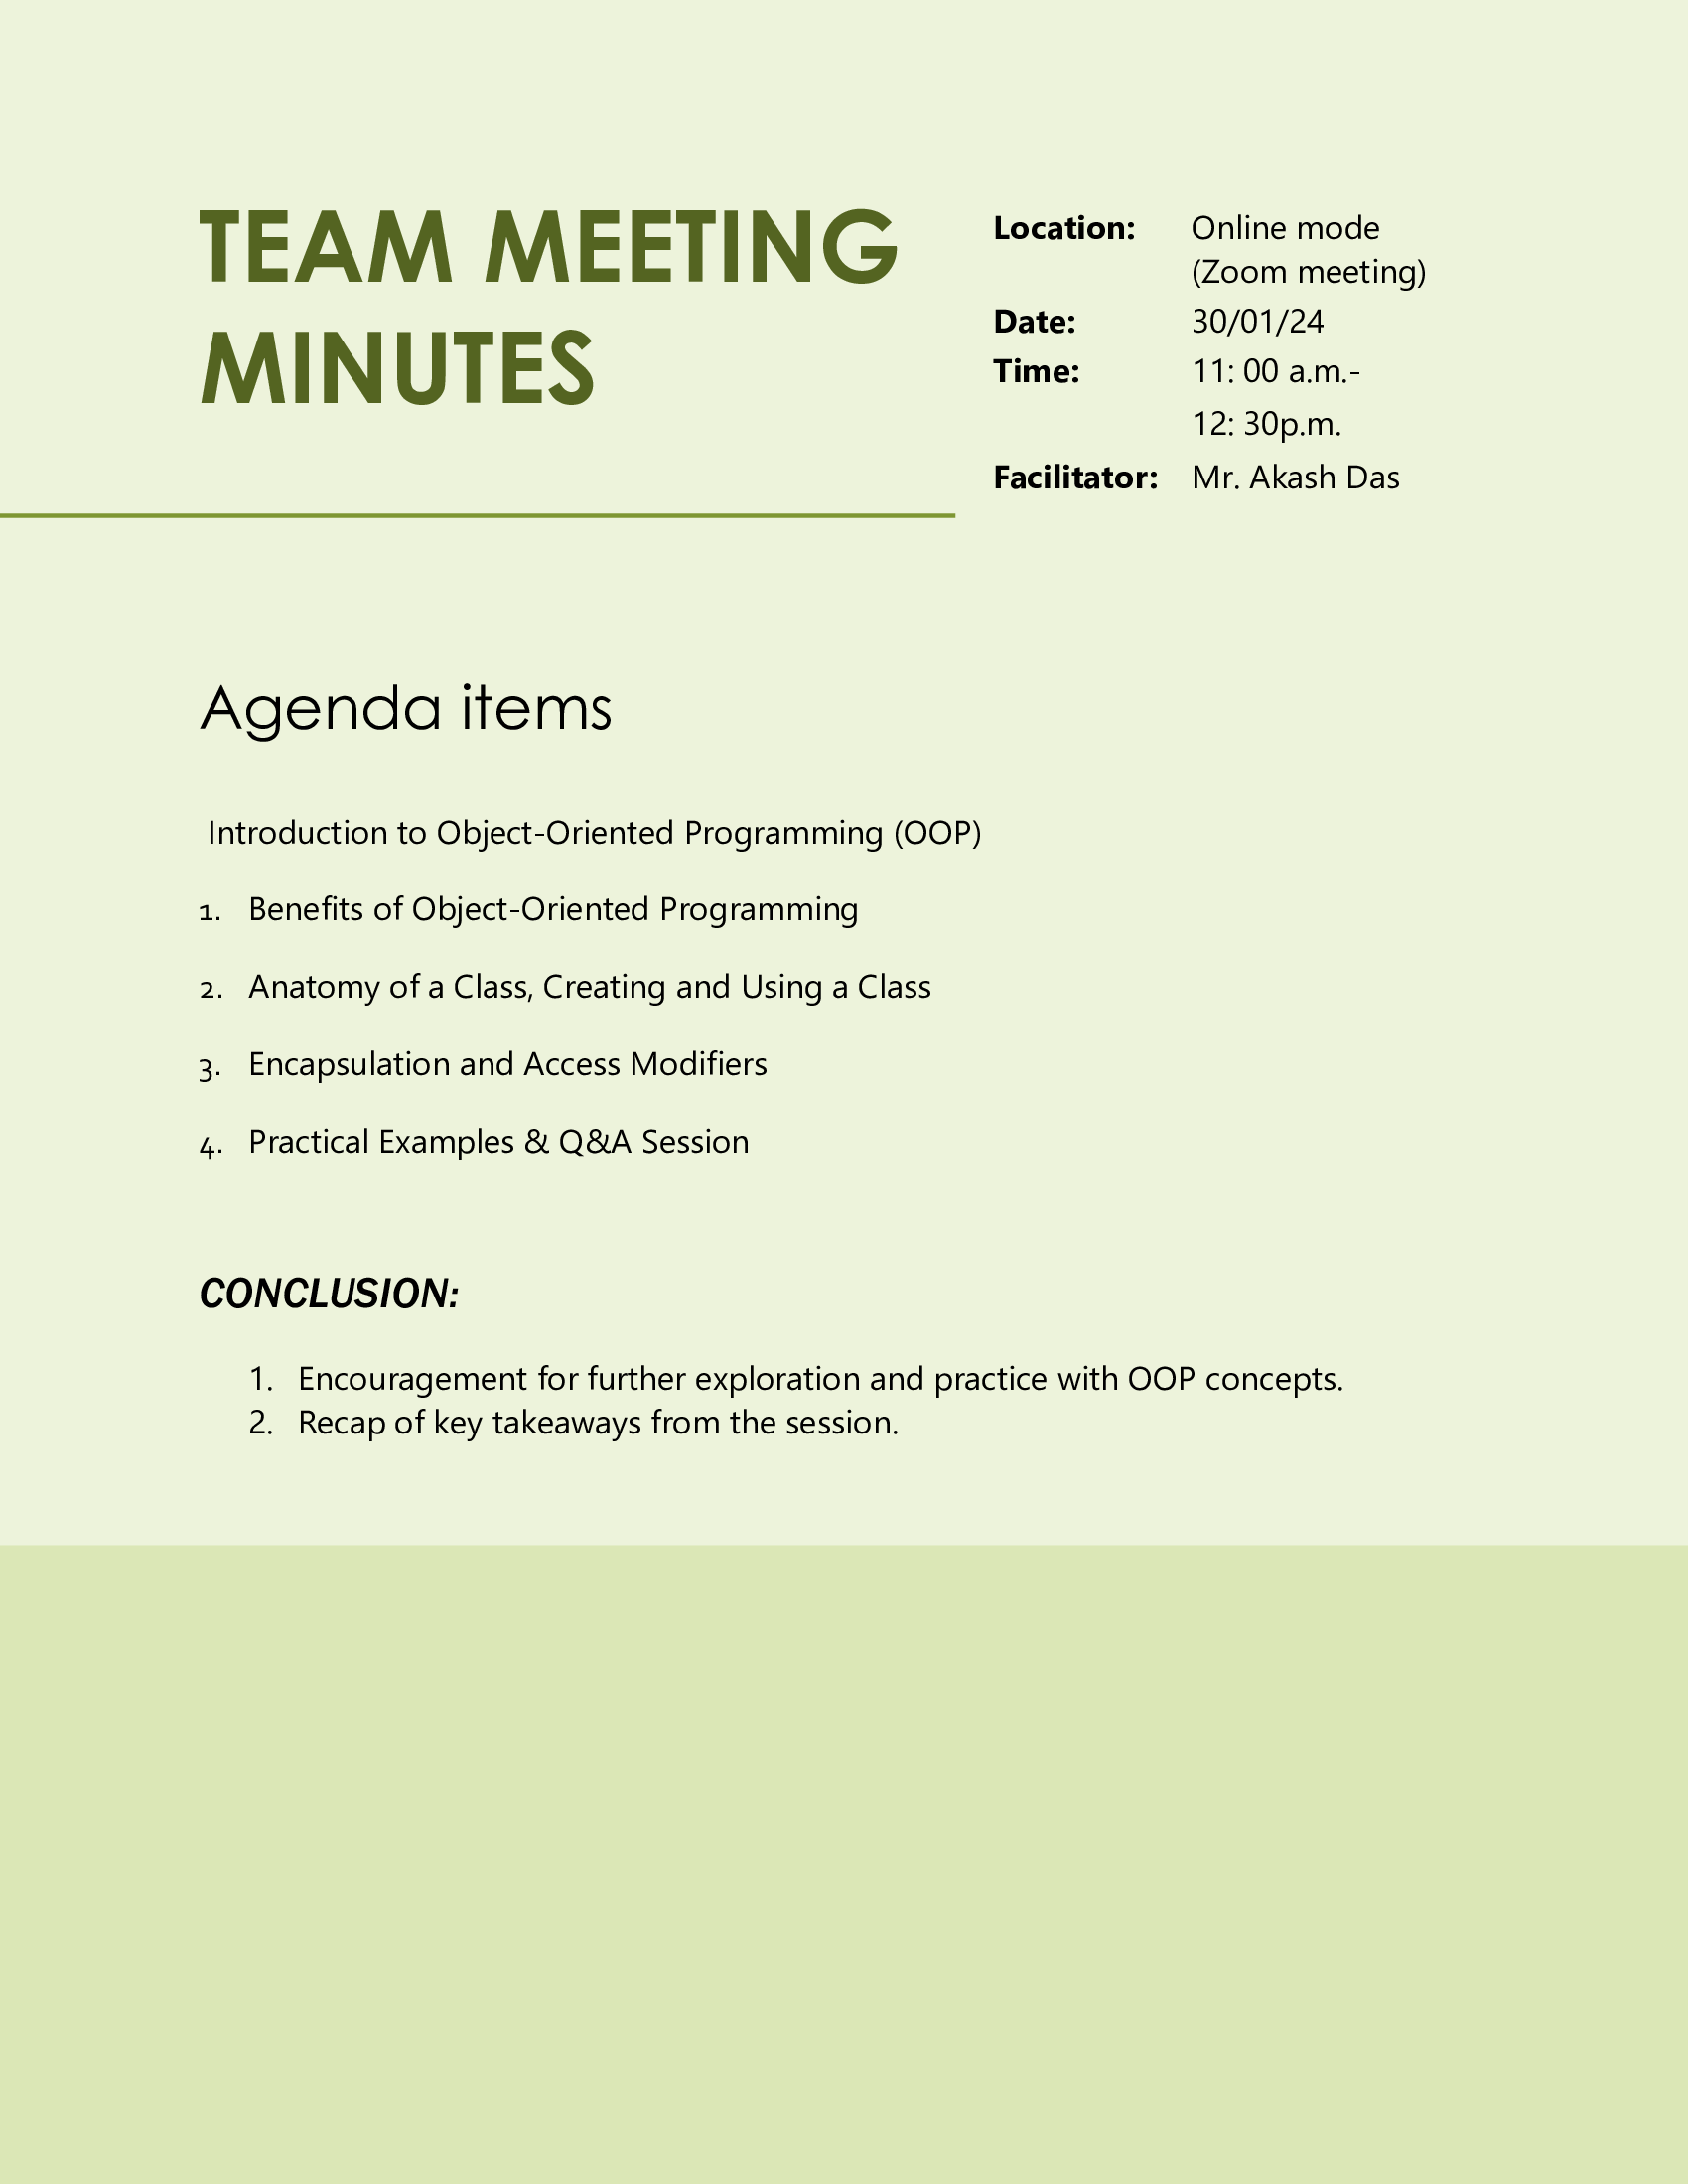 TEAM MEETING
MINUTES
Location: Online mode
(Zoom meeting)
Date: 30/01/24
Time: 11: 00 a.m.-
12: 30p.m.
Facilitator: Mr. Akash Das
Agenda items
Introduction to Object-Oriented Programming (OOP)
1. Benefits of Object-Oriented Programming
2. Anatomy of a Class, Creating and Using a Class
3. Encapsulation and Access Modifiers
4. Practical Examples & Q&A Session
CONCLUSION:
1. Encouragement for further exploration and practice with OOP concepts.
2. Recap of key takeaways from the session.